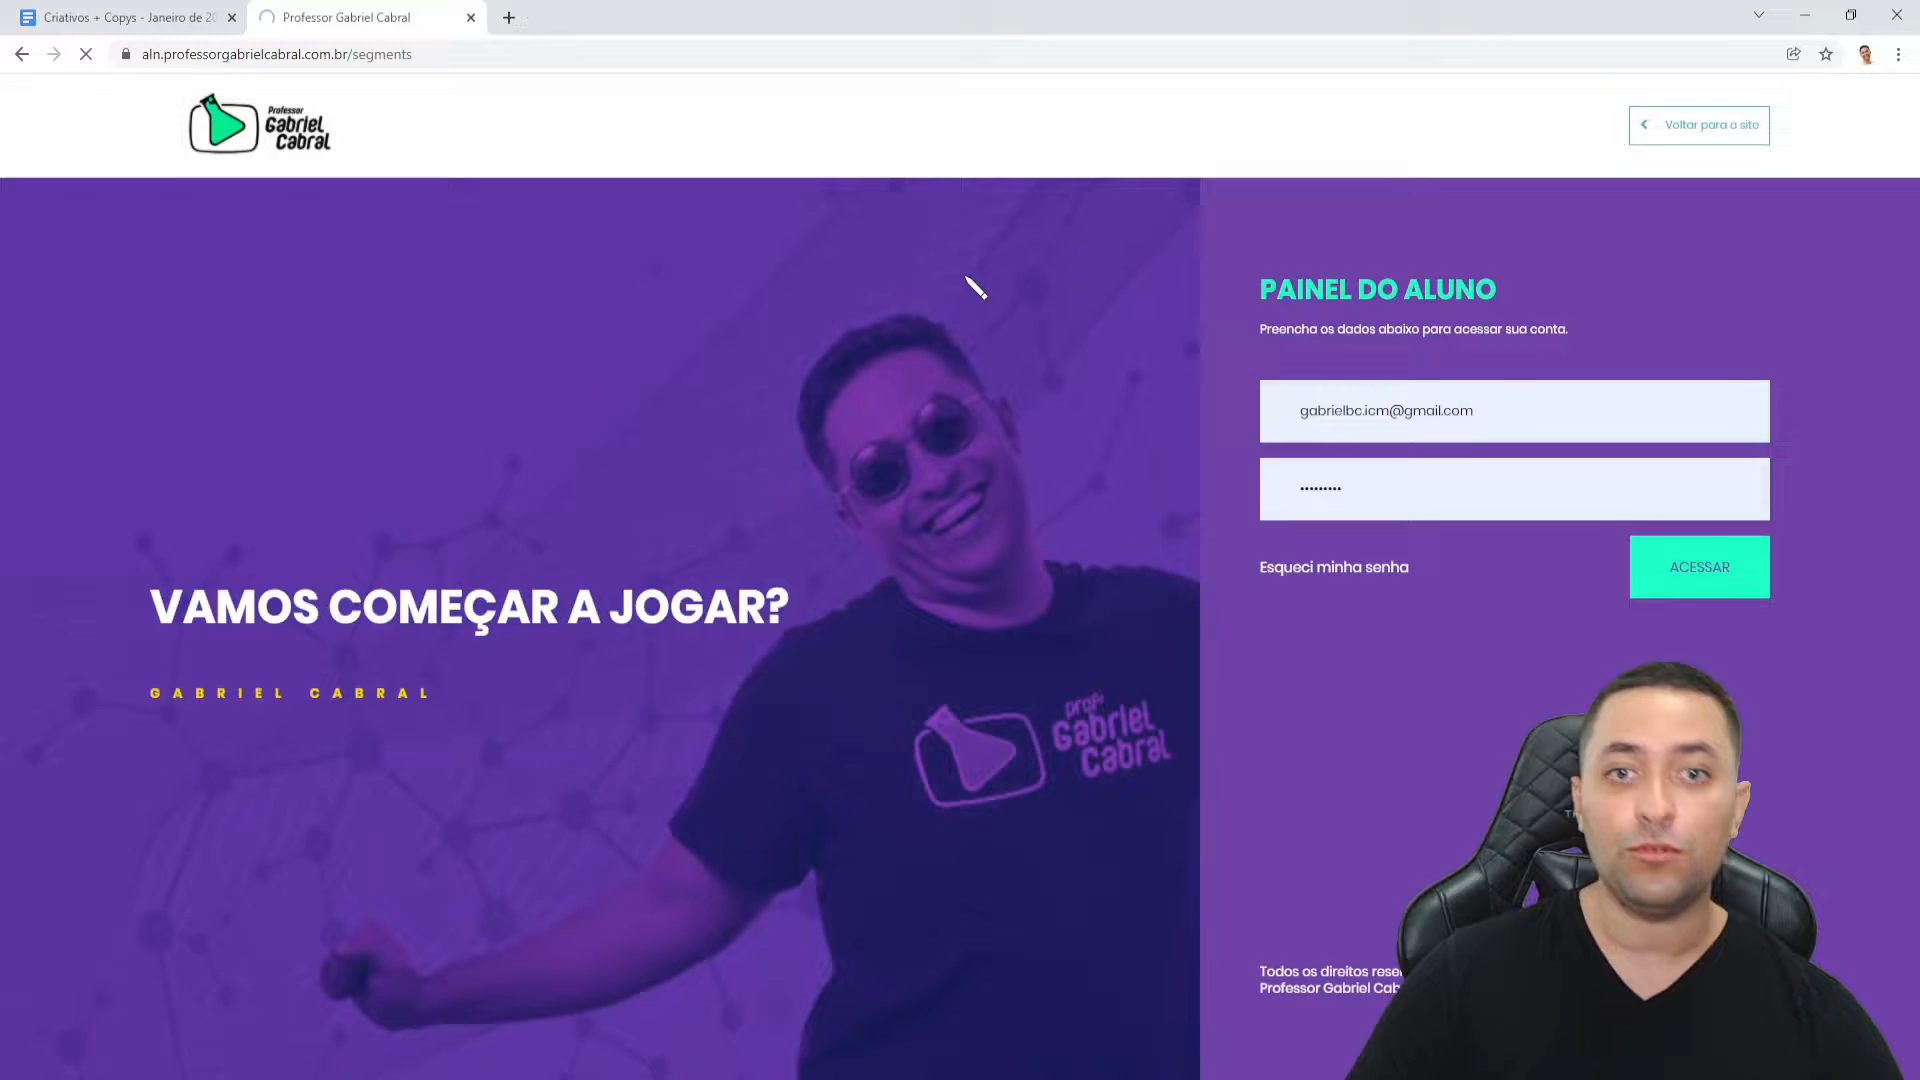 Criativos + Copys - Janeiro de 20
Professor Gabriel Cabral
aln.professorgabrielcabral.com.br/segments
Professor
Gabriel
Cabral
Voltar para o site
PAINEL DO ALUNO
Preencha os dados abaixo para acessar sua conta.
gabrielbc.icm@gmail.com
Esqueci minha senha
ACESSAR
VAMOS COMEÇAR A JOGAR?
GABRIEL CABRAL
prof.
Gabriel
Cabral
Todos os direitos rese
Professor Gabriel Cab